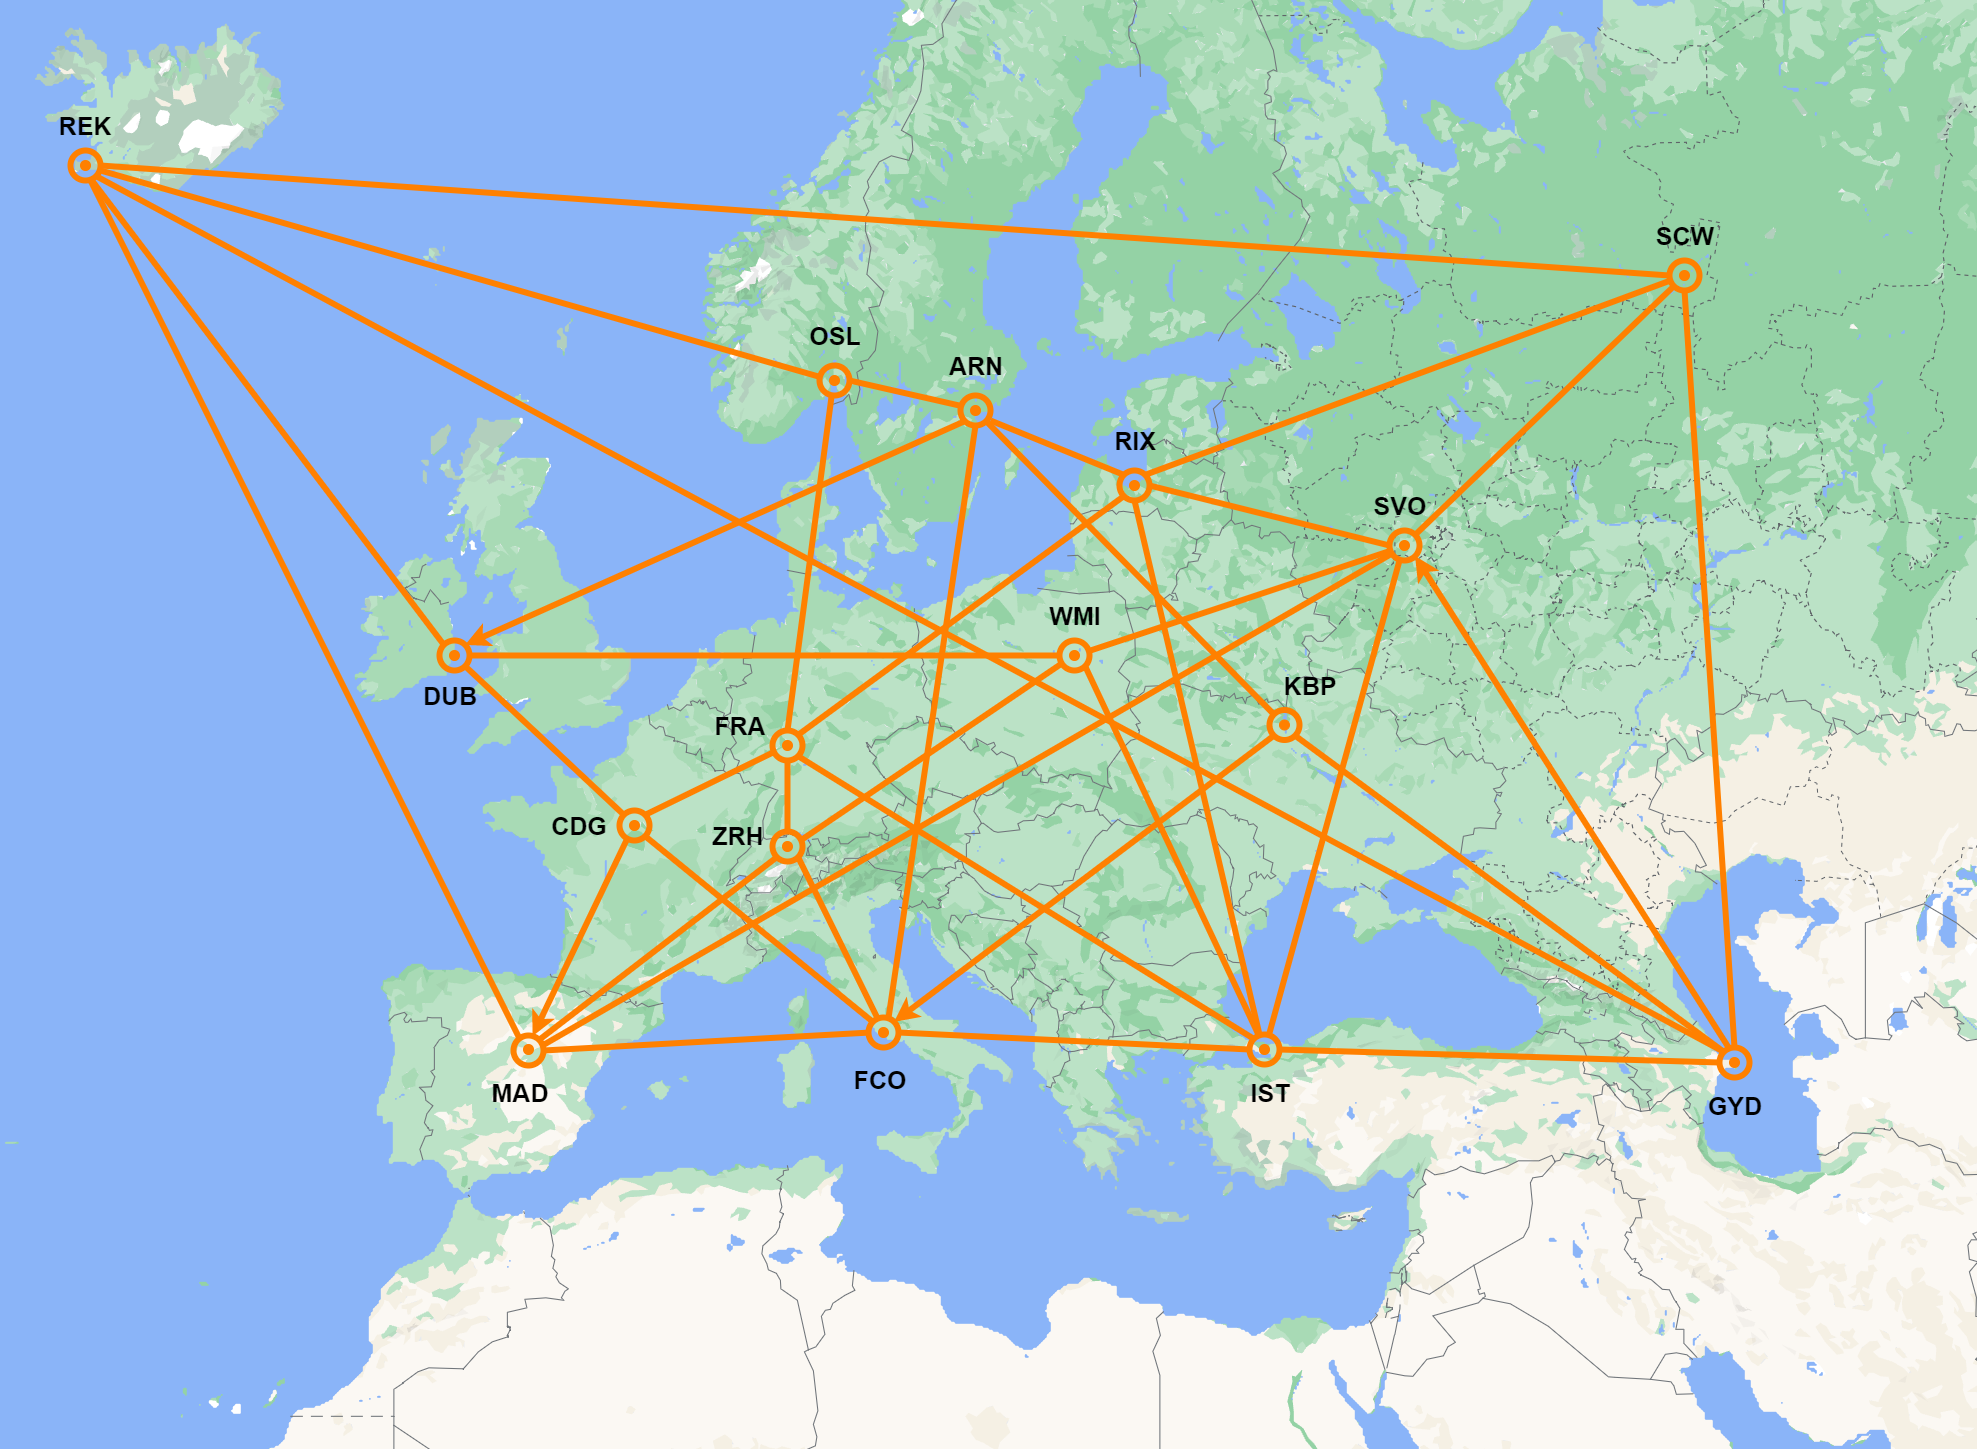 REK
SCW
OSL
ARN
RIX
SVO
WMI
DUB
KBP
FRA
CDG
ZRH
MAD
FCO
IST
GYD